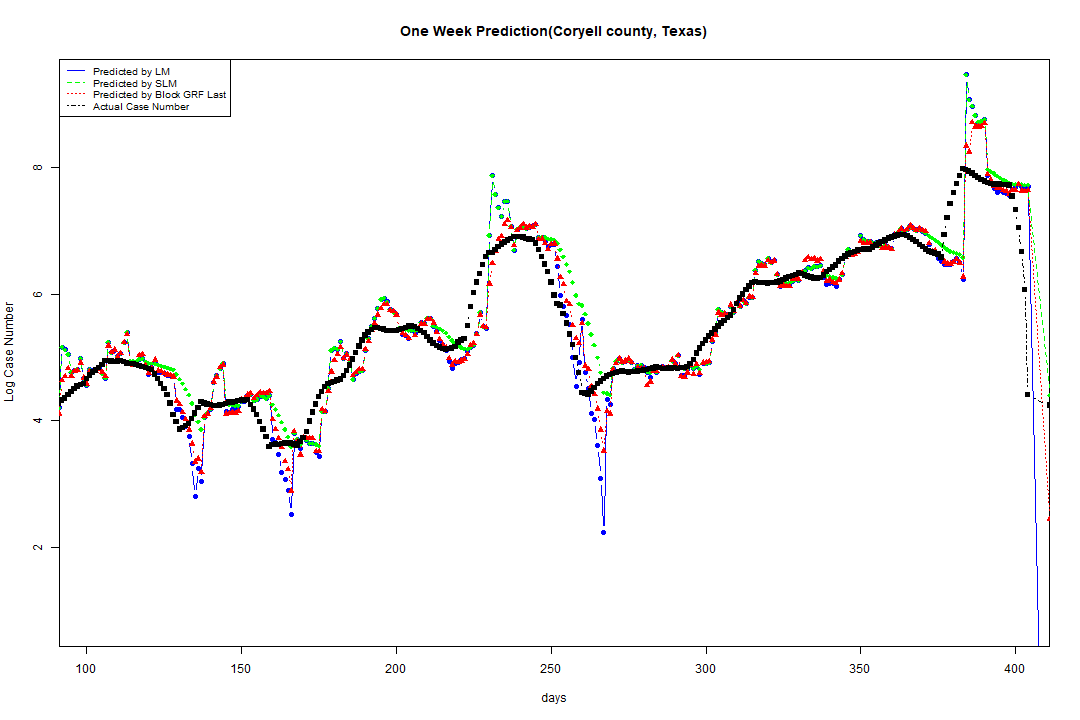 One Week Prediction(Coryell county, Texas)
Predicted by LM
Predicted by SLM
Predicted by Block GRF Last
Actual Case Number
Log Case Number
8
6
4
2
100 150 200 250 300 350 400
days